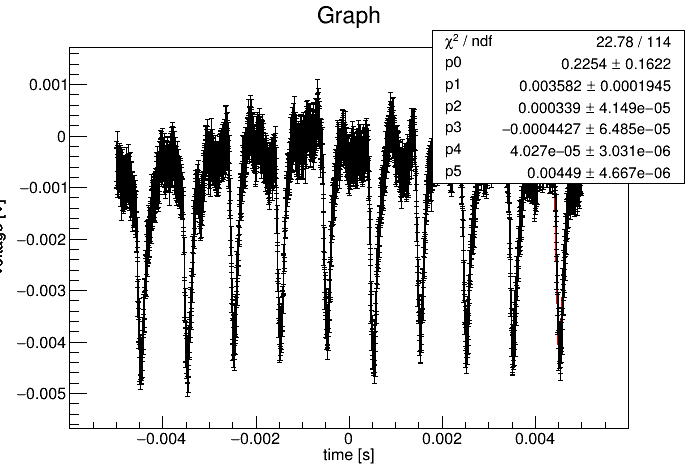 Graph
χ² / ndf 22.78 / 114
p0 0.2254 ± 0.1622
p1 0.003582 ± 0.0001945
p2 0.000339 ± 4.149e−05
p3 −0.0004427 ± 6.485e−05
p4 4.027e−05 ± 3.031e−06
p5 0.00449 ± 4.667e−06
0.001
0
−0.001
−0.002
−0.003
−0.004
−0.005
−0.004 −0.002 0 0.002 0.004
time [s]